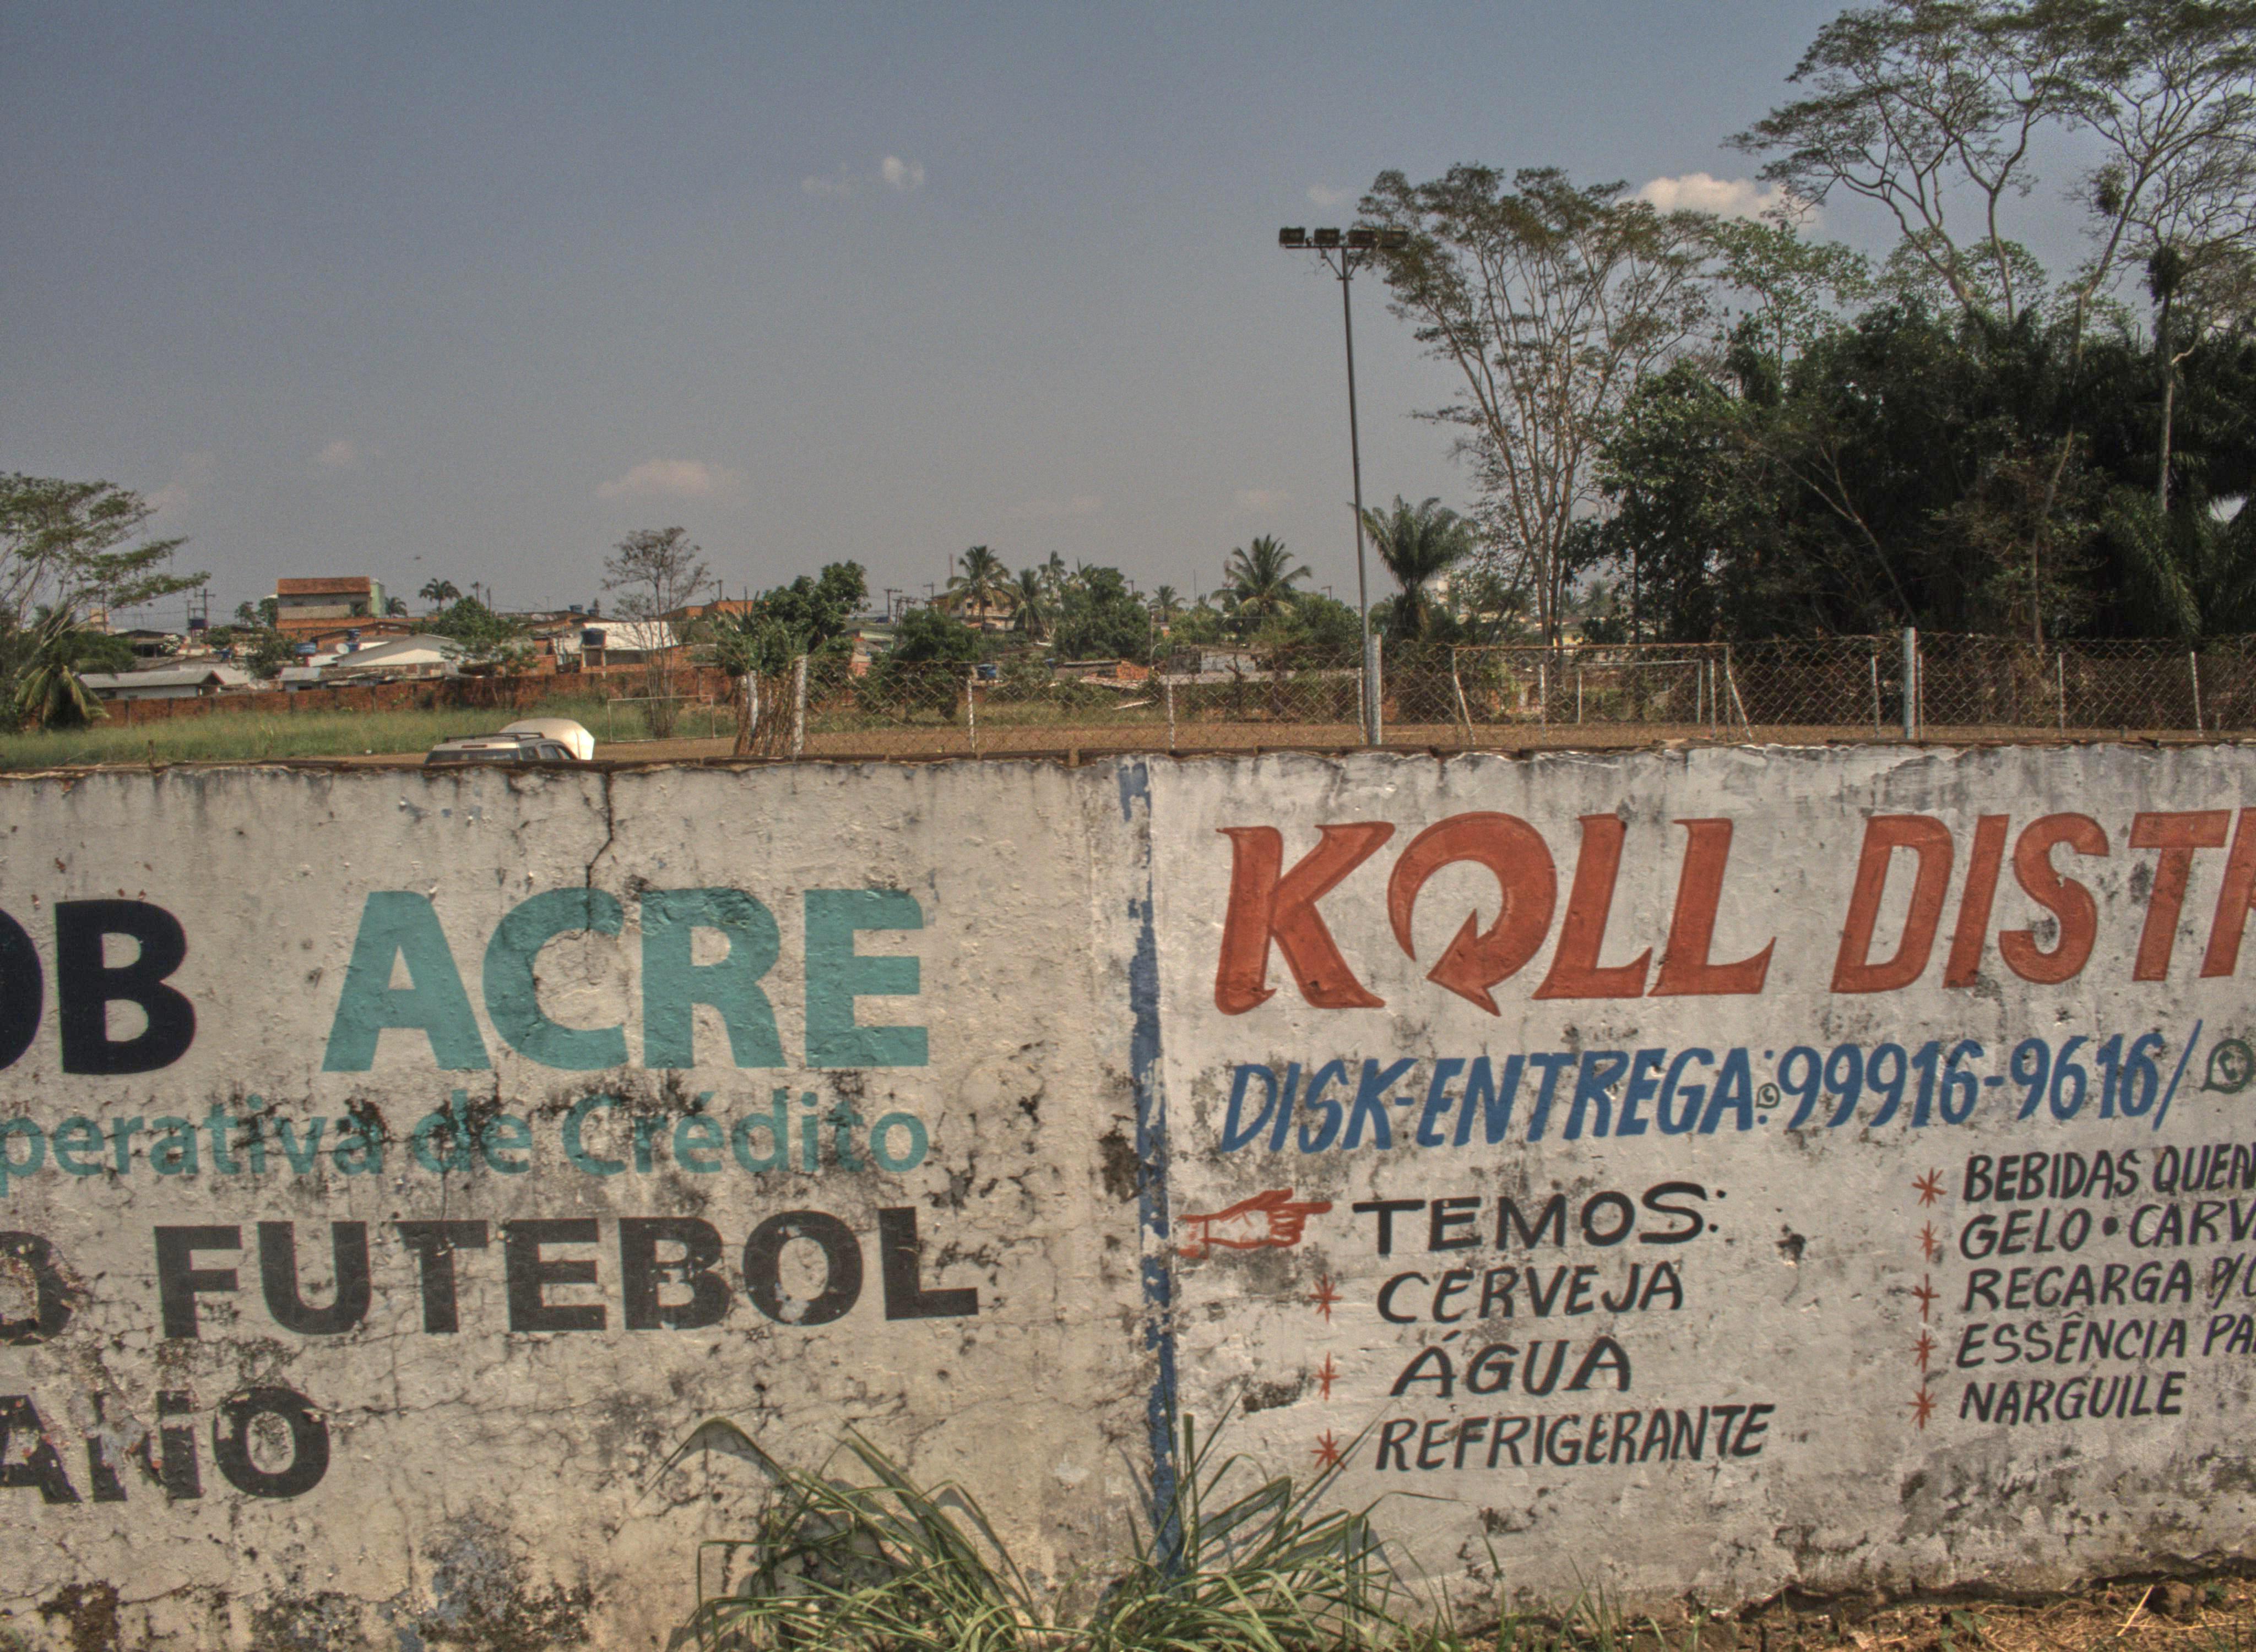 OB ACRE
perativa de Crédito
O FUTEBOL
ANO
KOLL DISTR
DISK-ENTREGA: 99916-9616/
TEMOS:
* CERVEJA
* ÁGUA
* REFRIGERANTE
* BEBIDAS QUEN
* GELO • CARV
* RECARGA P/C
* ESSÊNCIA PA
* NARGUILE